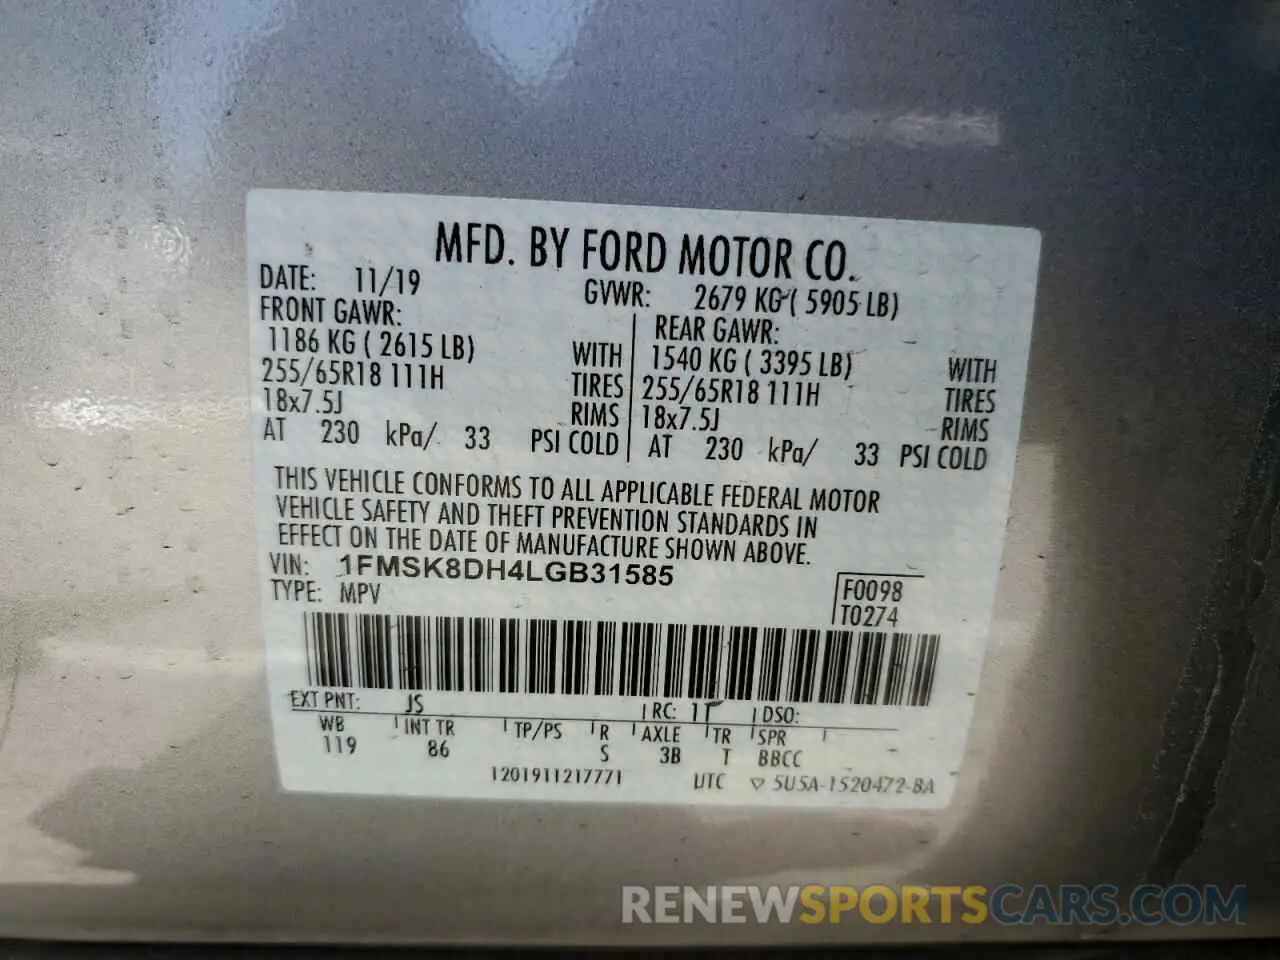 MFD. BY FORD MOTOR CO.
DATE: 11/19 GVWR: 2679 KG ( 5905 LB)
FRONT GAWR: REAR GAWR:
1186 KG ( 2615 LB) WITH 1540 KG ( 3395 LB) WITH
255/65R18 111H TIRES 255/65R18 111H TIRES
18x7.5J RIMS 18x7.5J RIMS
AT 230 kPa/ 33 PSI COLD AT 230 kPa/ 33 PSI COLD
THIS VEHICLE CONFORMS TO ALL APPLICABLE FEDERAL MOTOR
VEHICLE SAFETY AND THEFT PREVENTION STANDARDS IN
EFFECT ON THE DATE OF MANUFACTURE SHOWN ABOVE.
VIN: 1FMSK8DH4LGB31585
TYPE: MPV F0098
T0274
EXT PNT: JS RC: 1T DSO:
WB INT TR TP/PS R AXLE TR SPR
119 86 S 3B T BBCC
1201911217771 UTC ▽ 5U5A-1520472-BA
RENEWSPORTSCARS.COM